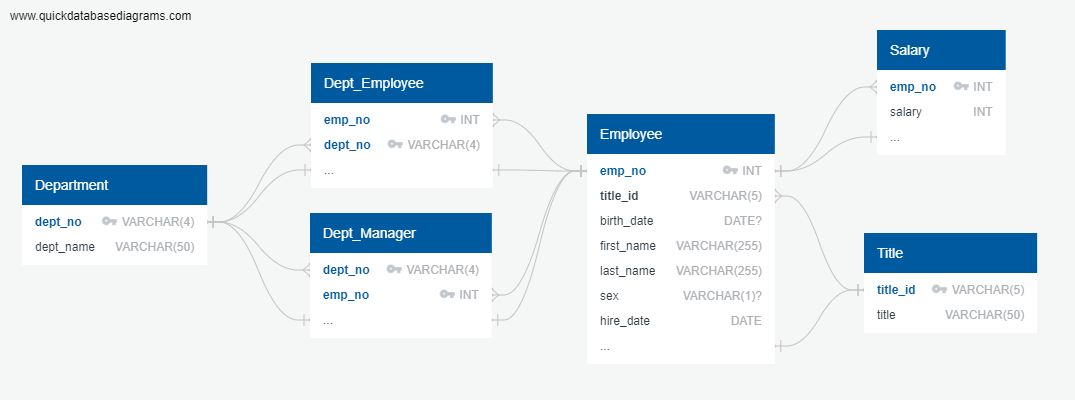 www.quickdatabasediagrams.com
Department
dept_no VARCHAR(4)
dept_name VARCHAR(50)
Dept_Employee
emp_no INT
dept_no VARCHAR(4)
...
Dept_Manager
dept_no VARCHAR(4)
emp_no INT
...
Employee
emp_no INT
title_id VARCHAR(5)
birth_date DATE?
first_name VARCHAR(255)
last_name VARCHAR(255)
sex VARCHAR(1)?
hire_date DATE
...
Salary
emp_no INT
salary INT
...
Title
title_id VARCHAR(5)
title VARCHAR(50)